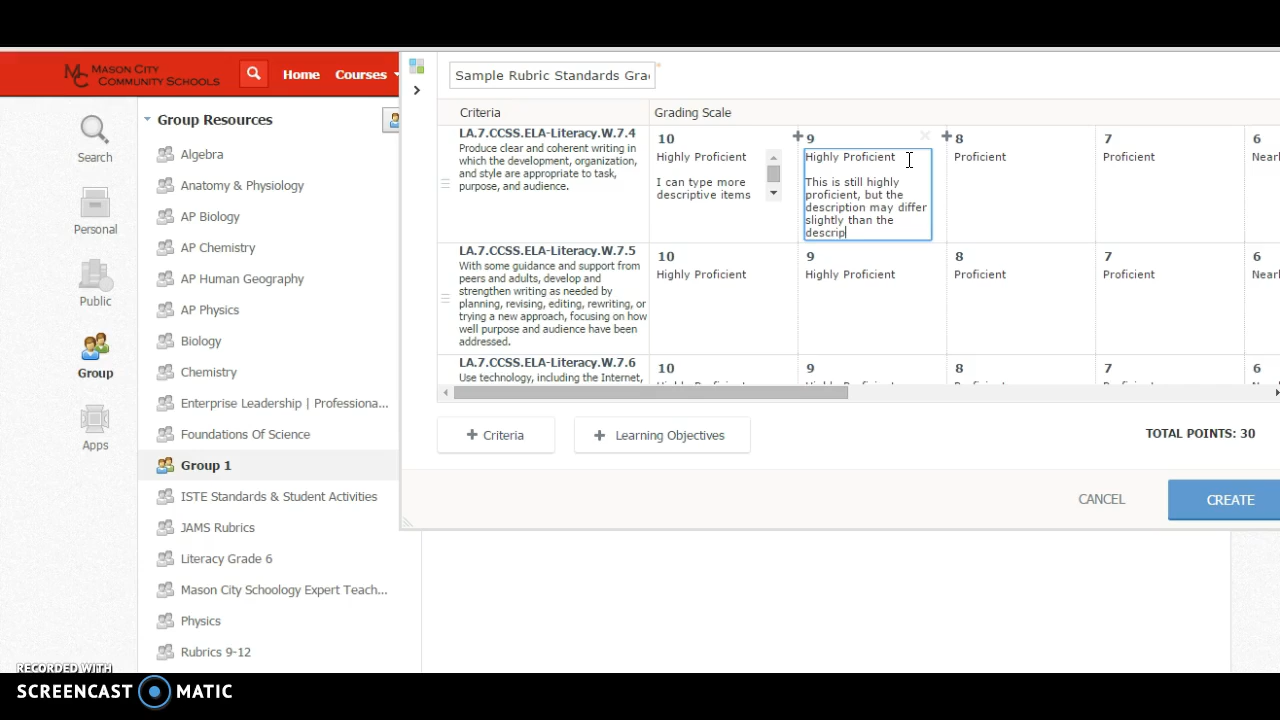 MASON CITY
COMMUNITY SCHOOLS
Home
Courses
Search
Personal
Public
Group
Apps
Group Resources
Algebra
Anatomy & Physiology
AP Biology
AP Chemistry
AP Human Geography
AP Physics
Biology
Chemistry
Enterprise Leadership | Professiona...
Foundations Of Science
Group 1
ISTE Standards & Student Activities
JAMS Rubrics
Literacy Grade 6
Mason City Schoology Expert Teach...
Physics
Rubrics 9-12
Sample Rubric Standards Gra
Criteria
Grading Scale
LA.7.CCSS.ELA-Literacy.W.7.4
Produce clear and coherent writing in
which the development, organization,
and style are appropriate to task,
purpose, and audience.
10
Highly Proficient
I can type more
descriptive items
9
Highly Proficient
This is still highly
proficient, but the
description may differ
slightly than the
descrip
8
Proficient
7
Proficient
6
LA.7.CCSS.ELA-Literacy.W.7.5
With some guidance and support from
peers and adults, develop and
strengthen writing as needed by
planning, revising, editing, rewriting, or
trying a new approach, focusing on how
well purpose and audience have been
addressed.
10
Highly Proficient
9
Highly Proficient
8
Proficient
7
Proficient
6
Nearl
LA.7.CCSS.ELA-Literacy.W.7.6
Use technology, including the Internet,
10
9
8
7
6
+ Criteria
+ Learning Objectives
TOTAL POINTS: 30
CANCEL
CREATE
RECORDED WITH
SCREENCAST MATIC